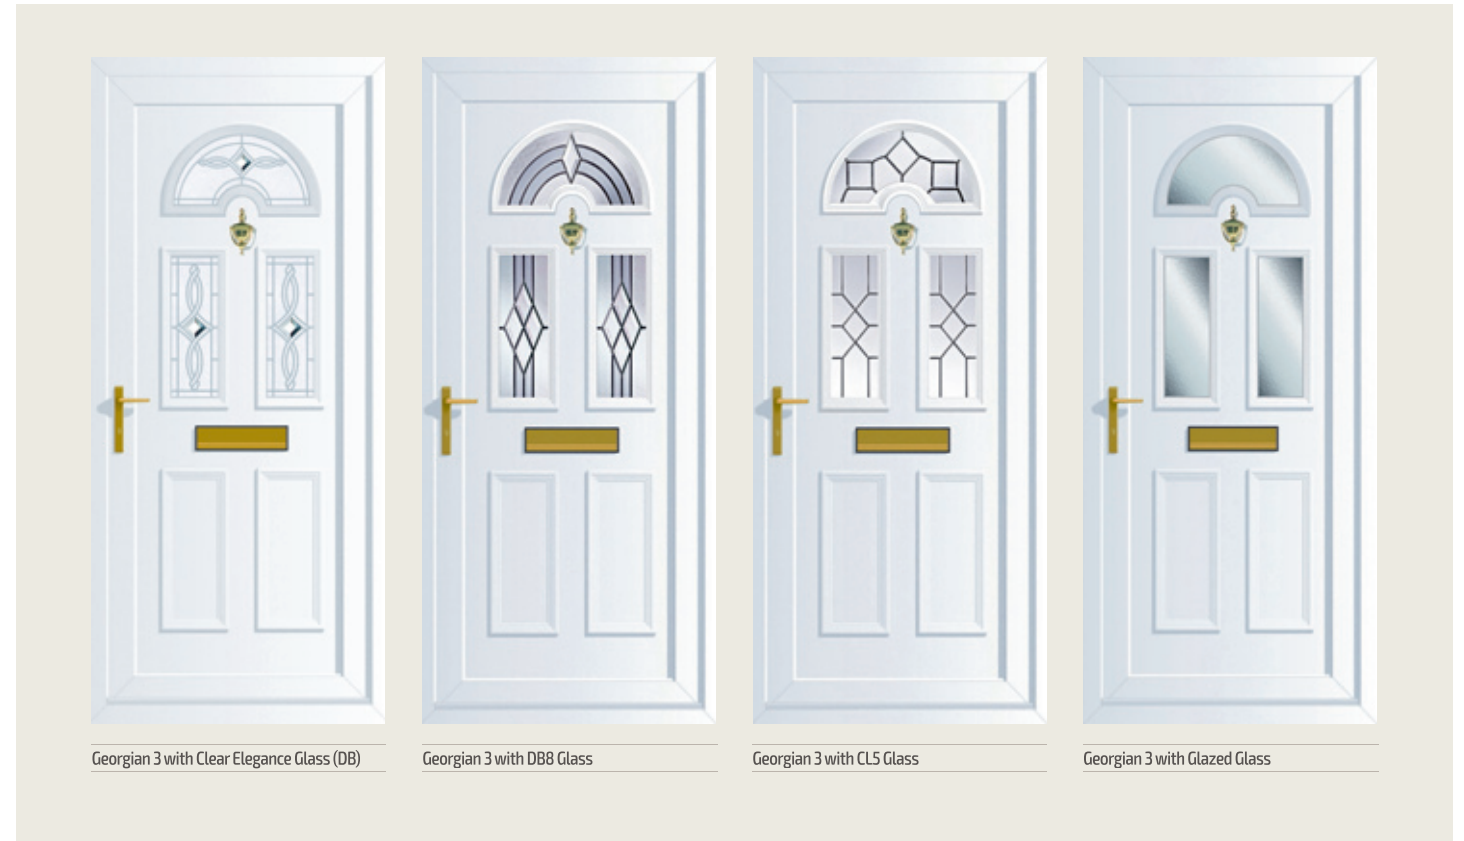 Georgian 3 with Clear Elegance Glass (DB)
Georgian 3 with DB8 Glass
Georgian 3 with CL5 Glass
Georgian 3 with Glazed Glass